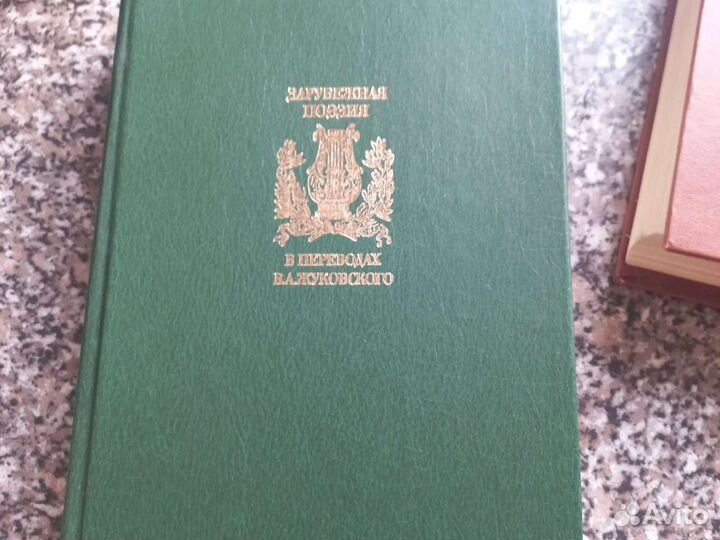 ЗАРУБЕЖНАЯ
ПОЭЗИЯ
В ПЕРЕВОДАХ
В.А.ЖУКОВСКОГО
Avito